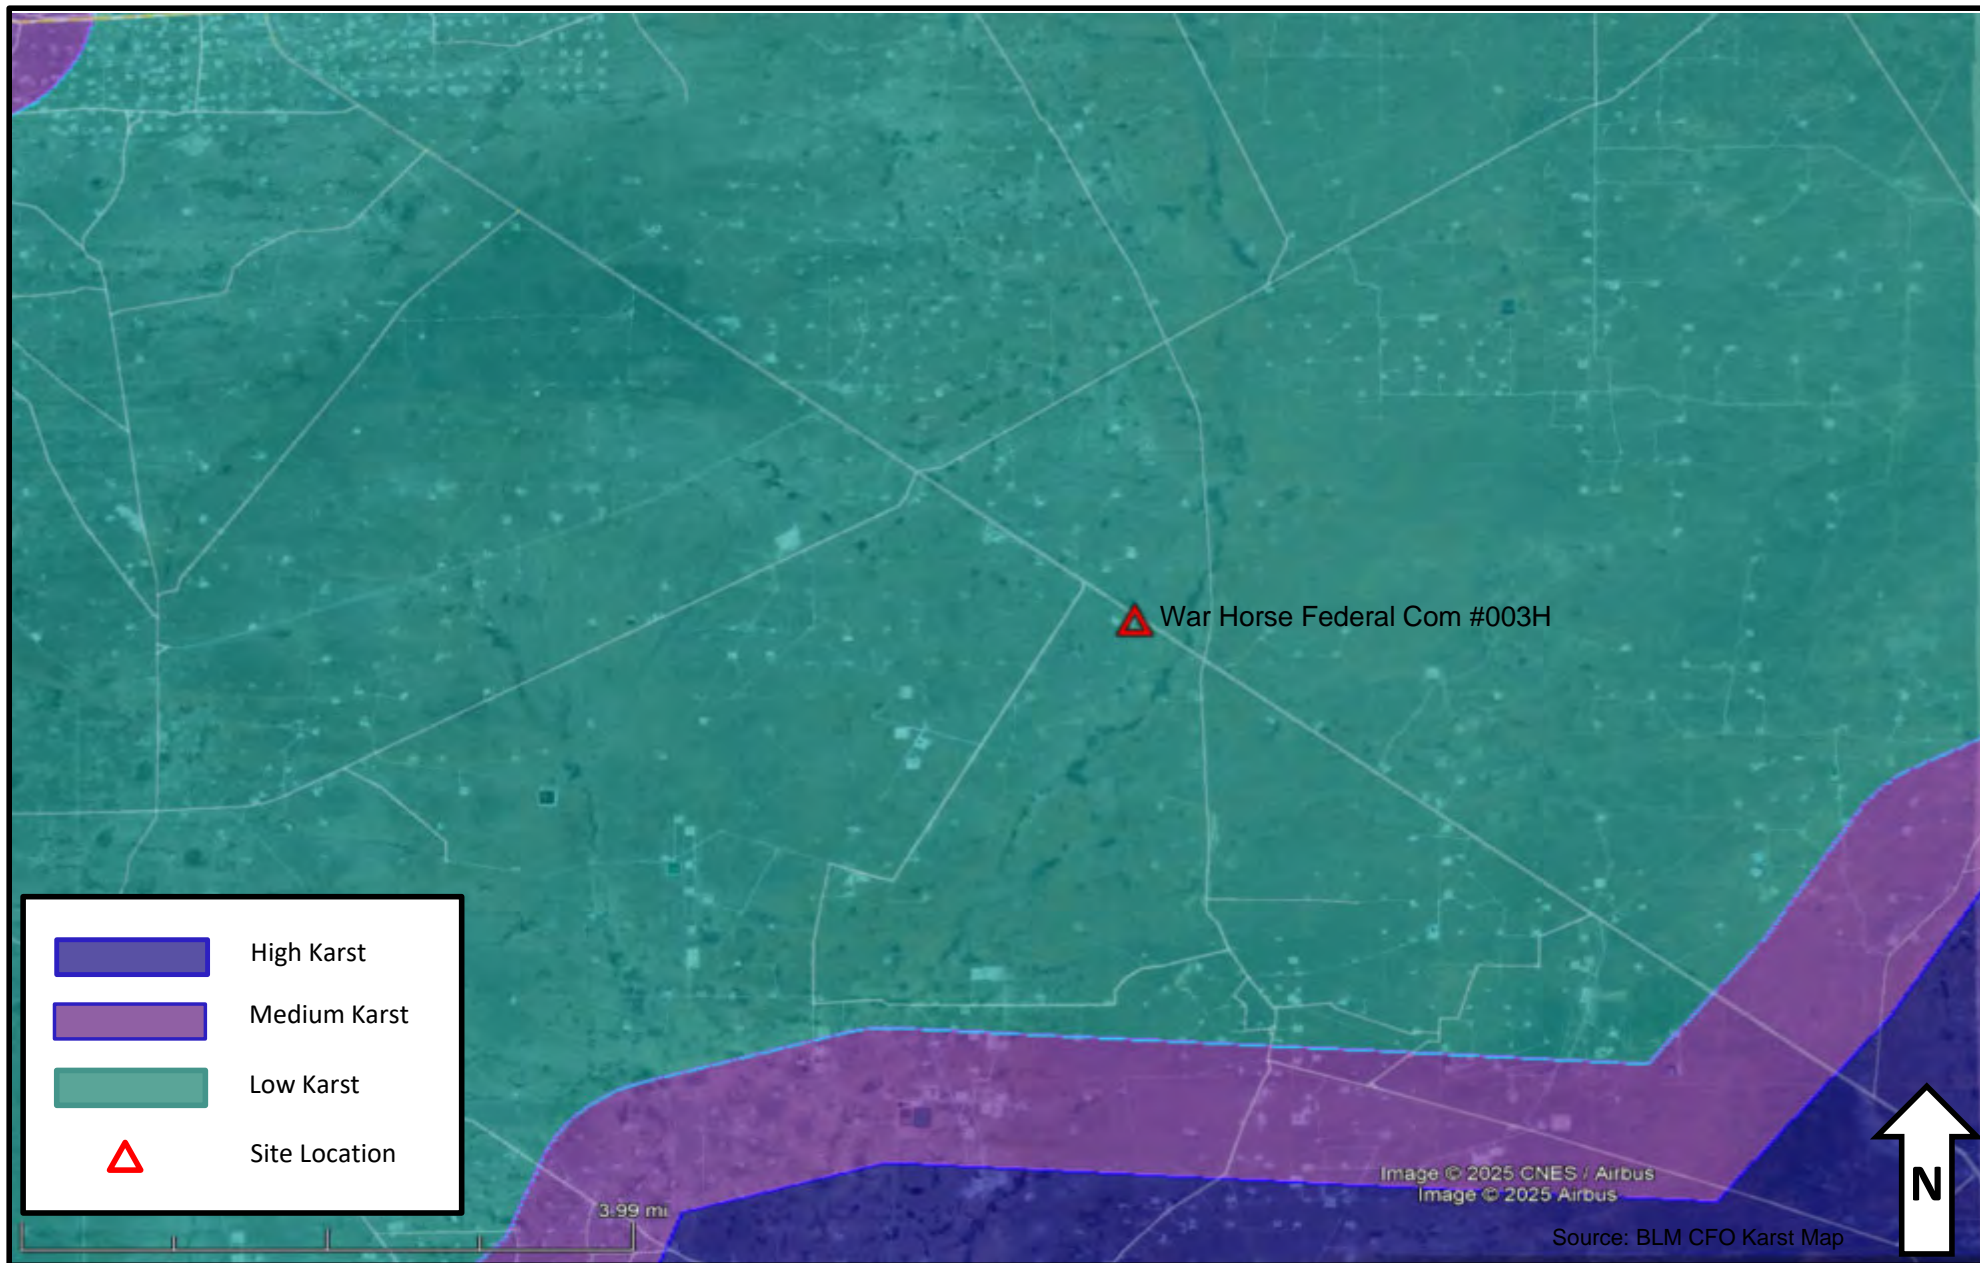 War Horse Federal Com #003H
High Karst
Medium Karst
Low Karst
Site Location
3.99 mi
Image © 2025 CNES / Airbus
Image © 2025 Airbus
N
Source: BLM CFO Karst Map